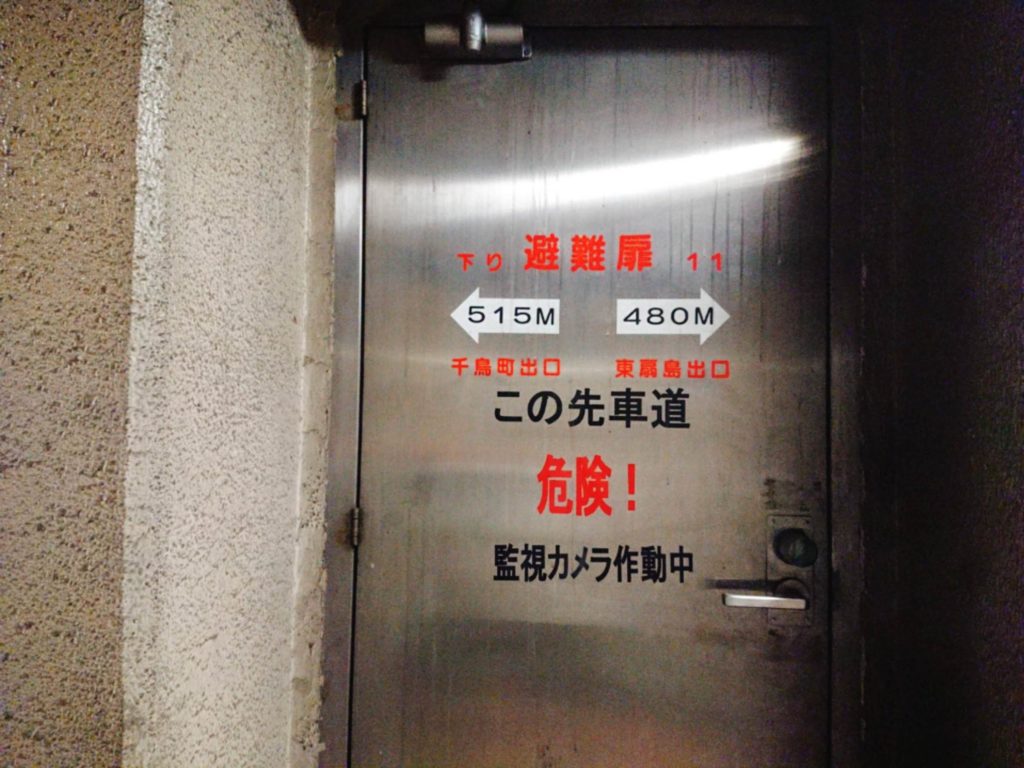 下り 避難扉 11
515M 480M
千鳥町出口 東扇島出口
この先車道
危険!
監視カメラ作動中